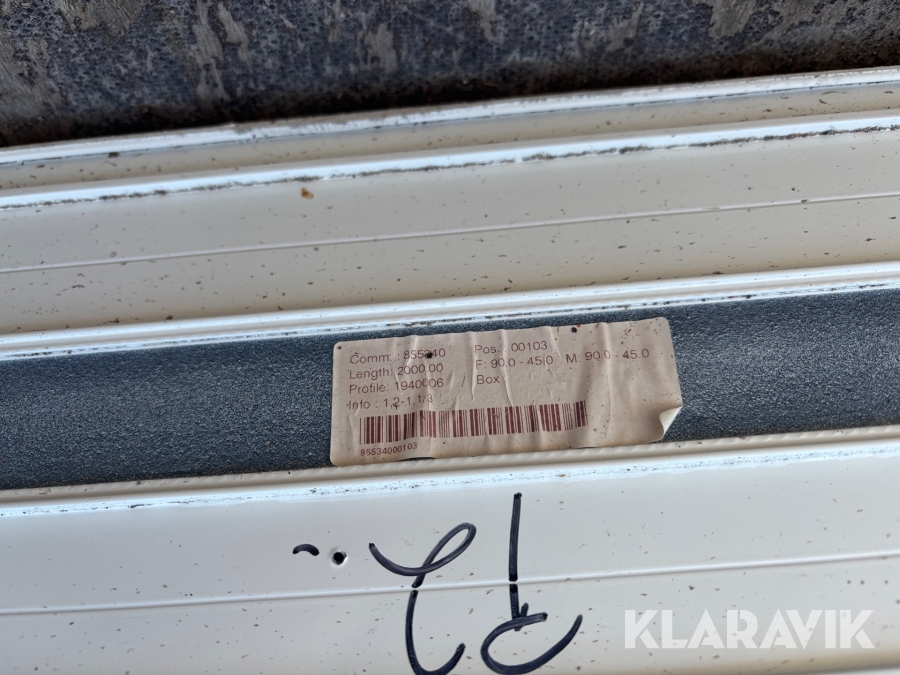 Comm. : 855340 Pos. : 00103
Length: 2000.00 F: 90.0 - 45.0 M: 90.0 - 45.0
Profile: 1940006 / Box
Info : 1,2-1,1/3
85534000103
KLARAVIK